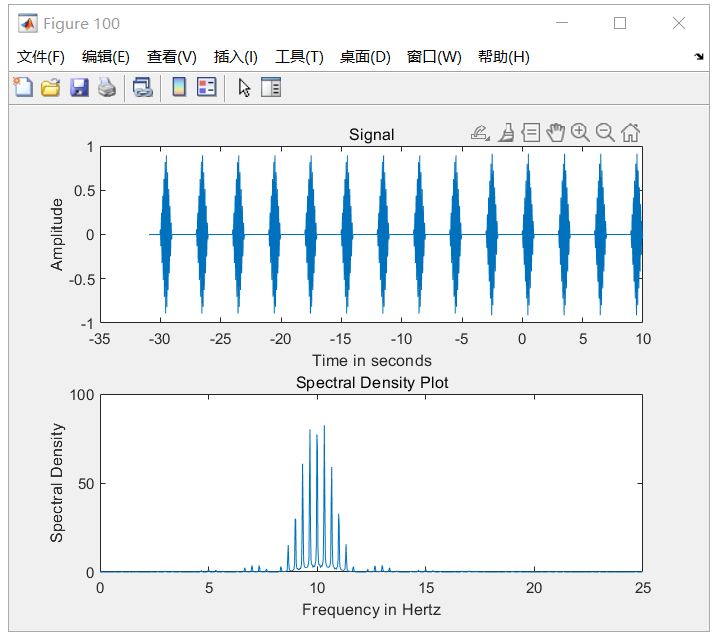 Figure 100
文件(F) 编辑(E) 查看(V) 插入(I) 工具(T) 桌面(D) 窗口(W) 帮助(H)
Signal
1
0.5
0
-0.5
-1
Amplitude
-35 -30 -25 -20 -15 -10 -5 0 5 10
Time in seconds
Spectral Density Plot
100
50
0
Spectral Density
0 5 10 15 20 25
Frequency in Hertz